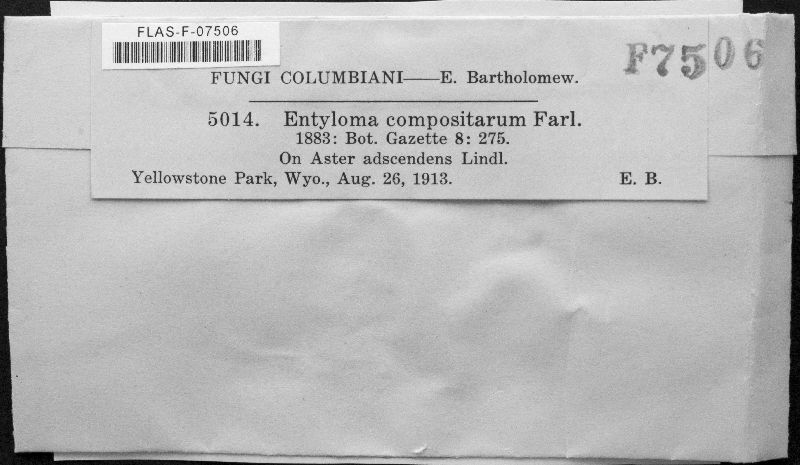 FLAS-F-07506
F7506
FUNGI COLUMBIANI—E. Bartholomew.
5014. Entyloma compositarum Farl.
1883: Bot. Gazette 8: 275.
On Aster adscendens Lindl.
Yellowstone Park, Wyo., Aug. 26, 1913. E. B.